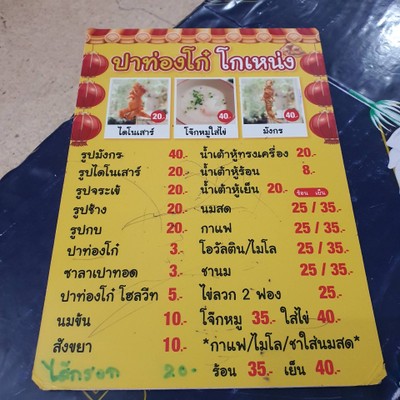 ปาท่องโก๋ โกเหน่ง
20.- 40.- 40.-
ไดโนเสาร์ โจ๊กหมูใส่ไข่ มังกร
รูปมังกร 40.-
รูปไดโนเสาร์ 20.-
รูปจระเข้ 20.-
รูปช้าง 20.-
รูปกบ 20.-
ปาท่องโก๋ 3.-
ซาลาเปาทอด 3.-
ปาท่องโก๋ โฮลวีท 5.-
นมข้น 10.-
สังขยา 10.-
ไส้กรอก 20.-
น้ำเต้าหู้ทรงเครื่อง 20.-
น้ำเต้าหู้ร้อน 8.-
น้ำเต้าหู้เย็น 20.- ร้อน เย็น
นมสด 25 / 35.-
กาแฟ 25 / 35.-
โอวัลติน/ไมโล 25 / 35.-
ชานม 25 / 35.-
ไข่ลวก 2 ฟอง 25.-
โจ๊กหมู 35.- ใส่ไข่ 40.-
*กาแฟ/ไมโล/ชาใส่นมสด*
ร้อน 35.- เย็น 40.-